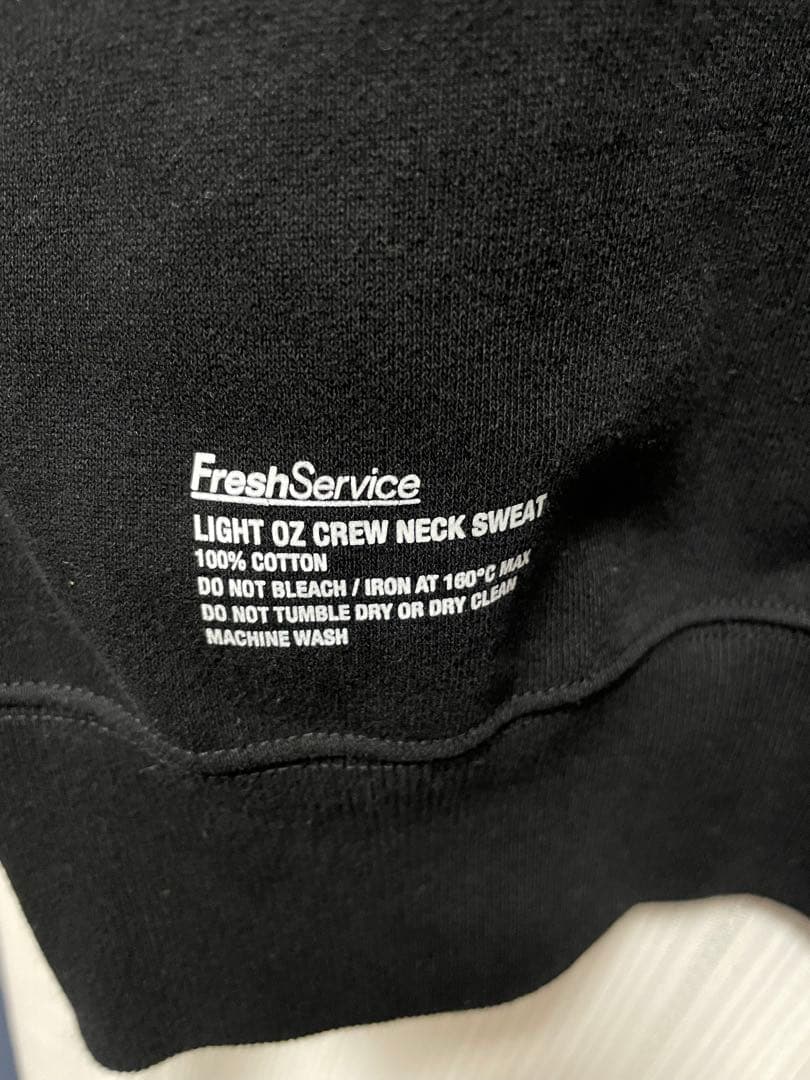 FreshService
LIGHT OZ CREW NECK SWEAT
100% COTTON
DO NOT BLEACH / IRON AT 160°C MAX
DO NOT TUMBLE DRY OR DRY CLEAN
MACHINE WASH